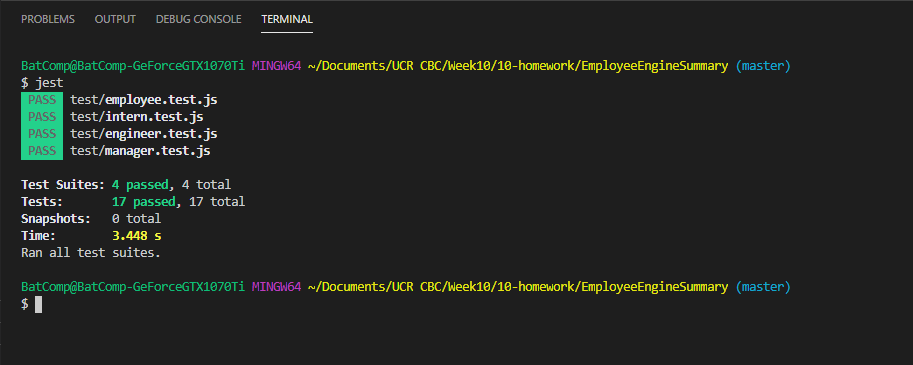 PROBLEMS OUTPUT DEBUG CONSOLE TERMINAL
BatComp@BatComp-GeForceGTX1070Ti MINGW64 ~/Documents/UCR CBC/Week10/10-homework/EmployeeEngineSummary (master)
$ jest
PASS test/employee.test.js
PASS test/intern.test.js
PASS test/engineer.test.js
PASS test/manager.test.js
Test Suites: 4 passed, 4 total
Tests: 17 passed, 17 total
Snapshots: 0 total
Time: 3.448 s
Ran all test suites.
BatComp@BatComp-GeForceGTX1070Ti MINGW64 ~/Documents/UCR CBC/Week10/10-homework/EmployeeEngineSummary (master)
$